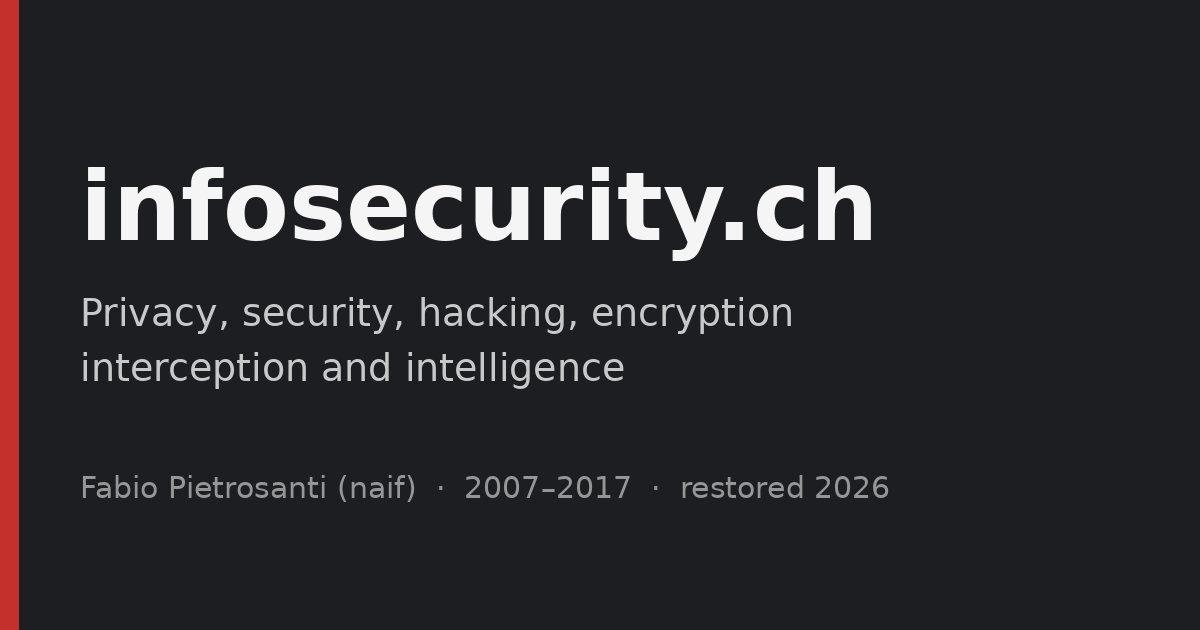 infosecurity.ch
Privacy, security, hacking, encryption
interception and intelligence
Fabio Pietrosanti (naif) · 2007–2017 · restored 2026